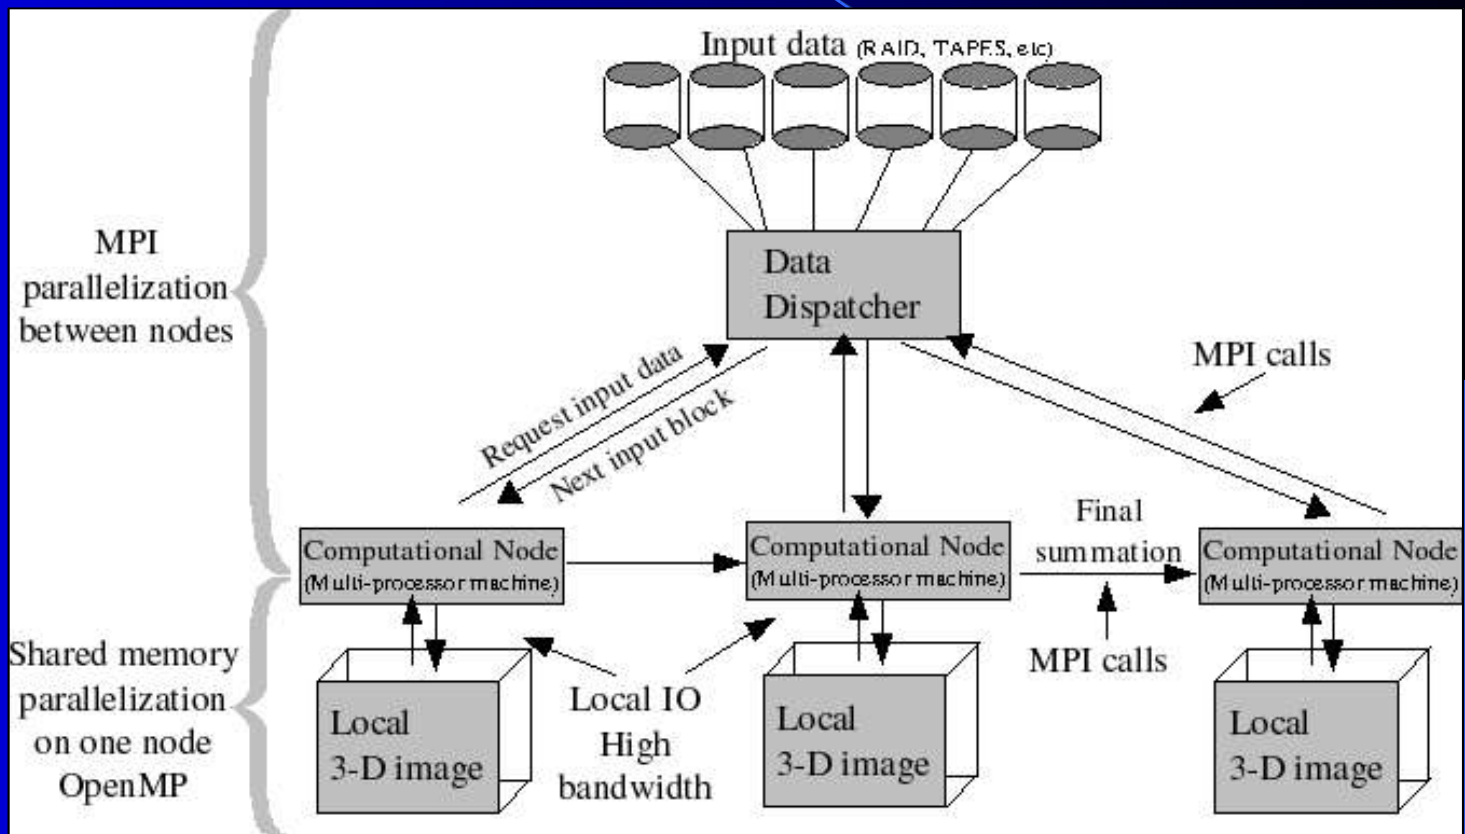 Input data (RAID, TAPES, etc)
MPI
parallelization
between nodes
Data
Dispatcher
MPI calls
Request input data
Next input block
Final
summation
Computational Node
(Multi-processor machine)
Computational Node
(Multi-processor machine)
Computational Node
(Multi-processor machine)
MPI calls
Shared memory
parallelization
on one node
OpenMP
Local IO
High
bandwidth
Local
3-D image
Local
3-D image
Local
3-D image